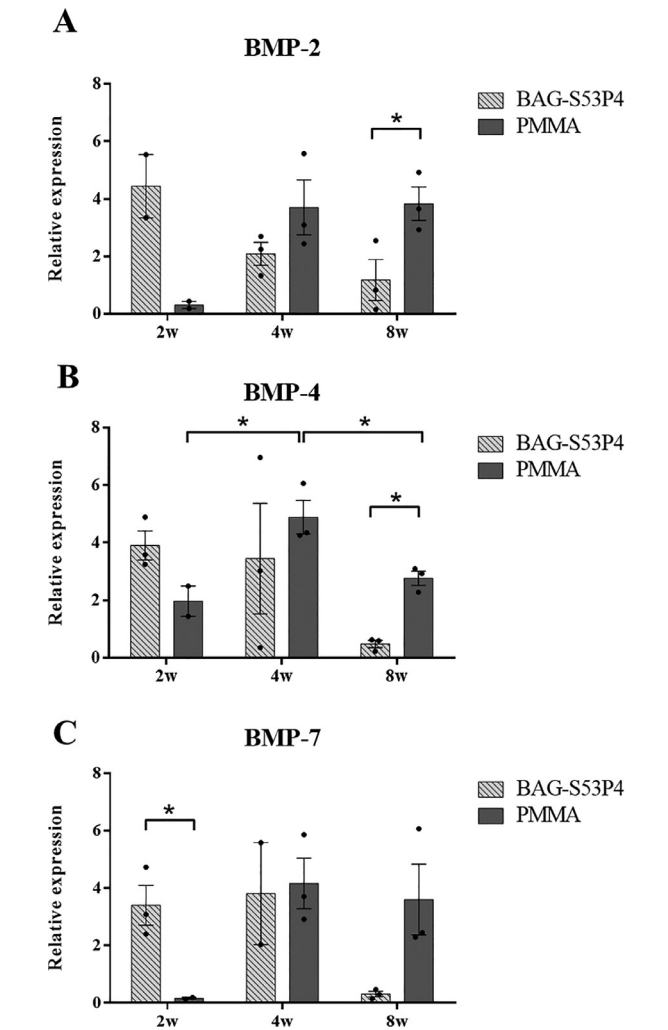 A
BMP-2
Relative expression
8
6
4
2
0
2w 4w 8w
*
BAG-S53P4
PMMA
B
BMP-4
Relative expression
8
6
4
2
0
2w 4w 8w
* *
*
BAG-S53P4
PMMA
C
BMP-7
Relative expression
8
6
4
2
0
2w 4w 8w
*
BAG-S53P4
PMMA